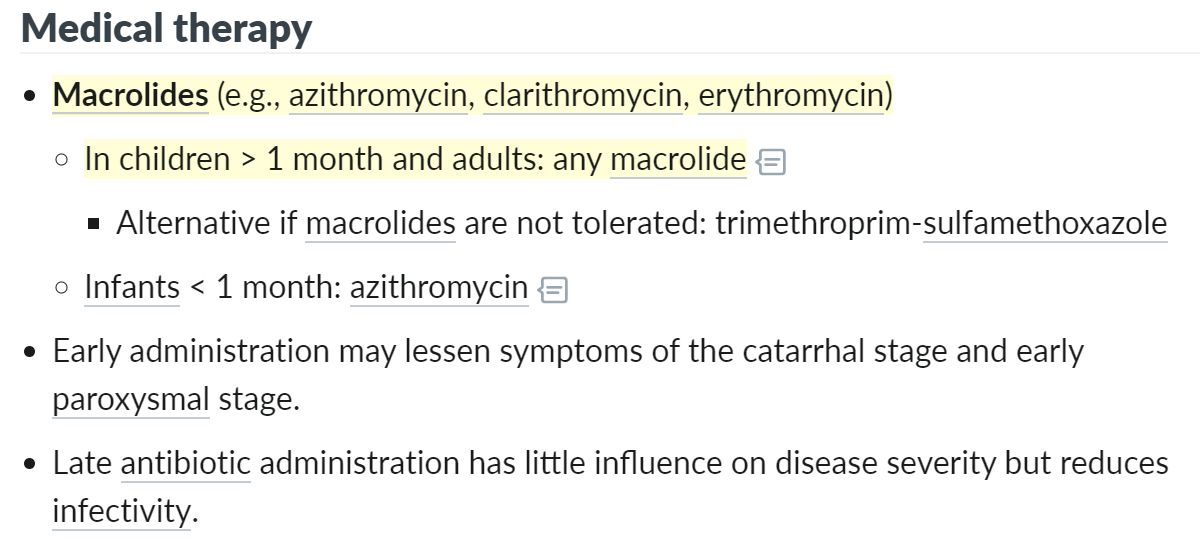 Medical therapy
• Macrolides (e.g., azithromycin, clarithromycin, erythromycin)
○ In children > 1 month and adults: any macrolide
▪ Alternative if macrolides are not tolerated: trimethroprim-sulfamethoxazole
○ Infants < 1 month: azithromycin
• Early administration may lessen symptoms of the catarrhal stage and early
paroxysmal stage.
• Late antibiotic administration has little influence on disease severity but reduces
infectivity.